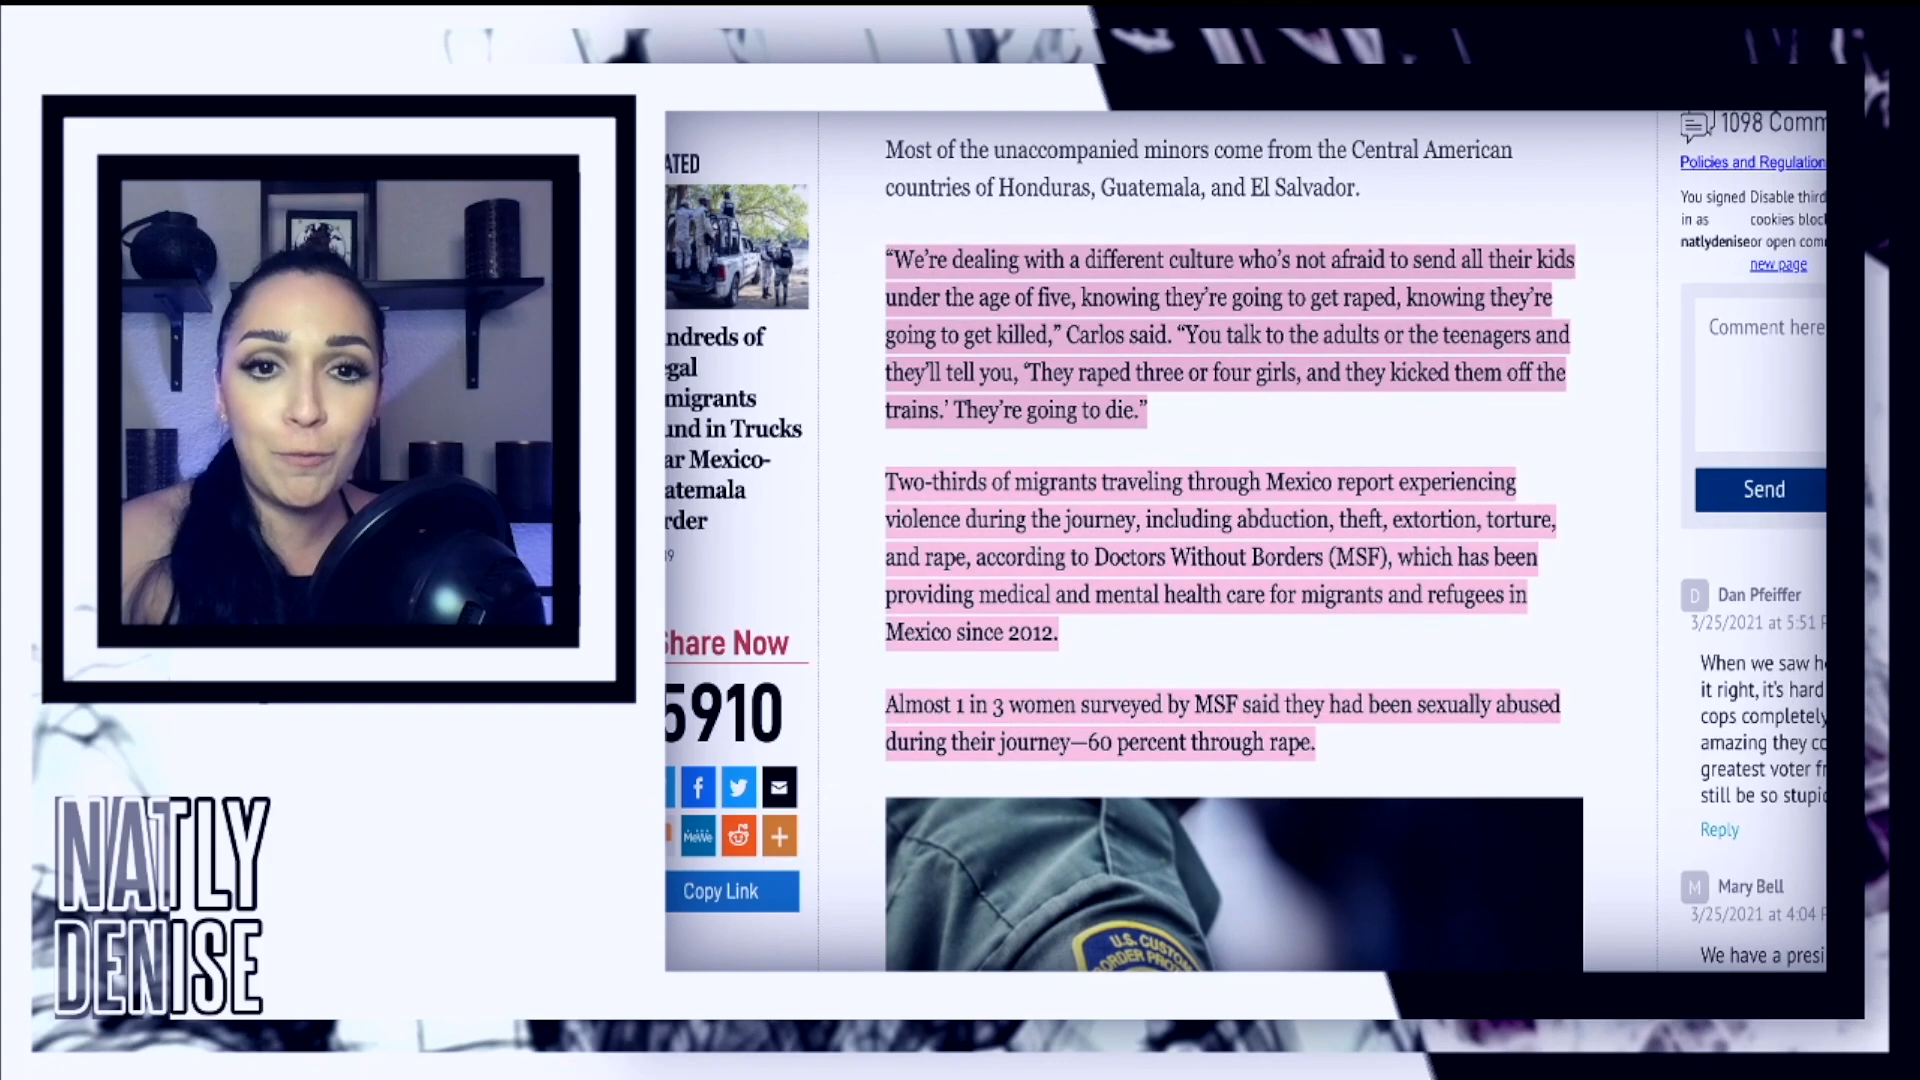 ATED
ndreds of
egal
migrants
und in Trucks
ar Mexico-
atemala
rder
hare Now
5910
MeWe
Copy Link
Most of the unaccompanied minors come from the Central American
countries of Honduras, Guatemala, and El Salvador.
“We’re dealing with a different culture who’s not afraid to send all their kids
under the age of five, knowing they’re going to get raped, knowing they’re
going to get killed,” Carlos said. “You talk to the adults or the teenagers and
they’ll tell you, ‘They raped three or four girls, and they kicked them off the
trains.’ They’re going to die.”
Two-thirds of migrants traveling through Mexico report experiencing
violence during the journey, including abduction, theft, extortion, torture,
and rape, according to Doctors Without Borders (MSF), which has been
providing medical and mental health care for migrants and refugees in
Mexico since 2012.
Almost 1 in 3 women surveyed by MSF said they had been sexually abused
during their journey—60 percent through rape.
U.S. CUSTOM
BORDER PROT
1098 Comm
Policies and Regulation
You signed Disable third
in as cookies bloc
natlydenise or open com
new page
Comment here
Send
D Dan Pfeiffer
3/25/2021 at 5:51 P
When we saw h
it right, it's hard
cops completely
amazing they co
greatest voter fr
still be so stupi
Reply
M Mary Bell
3/25/2021 at 4:04 P
We have a presi
NATLY
DENISE